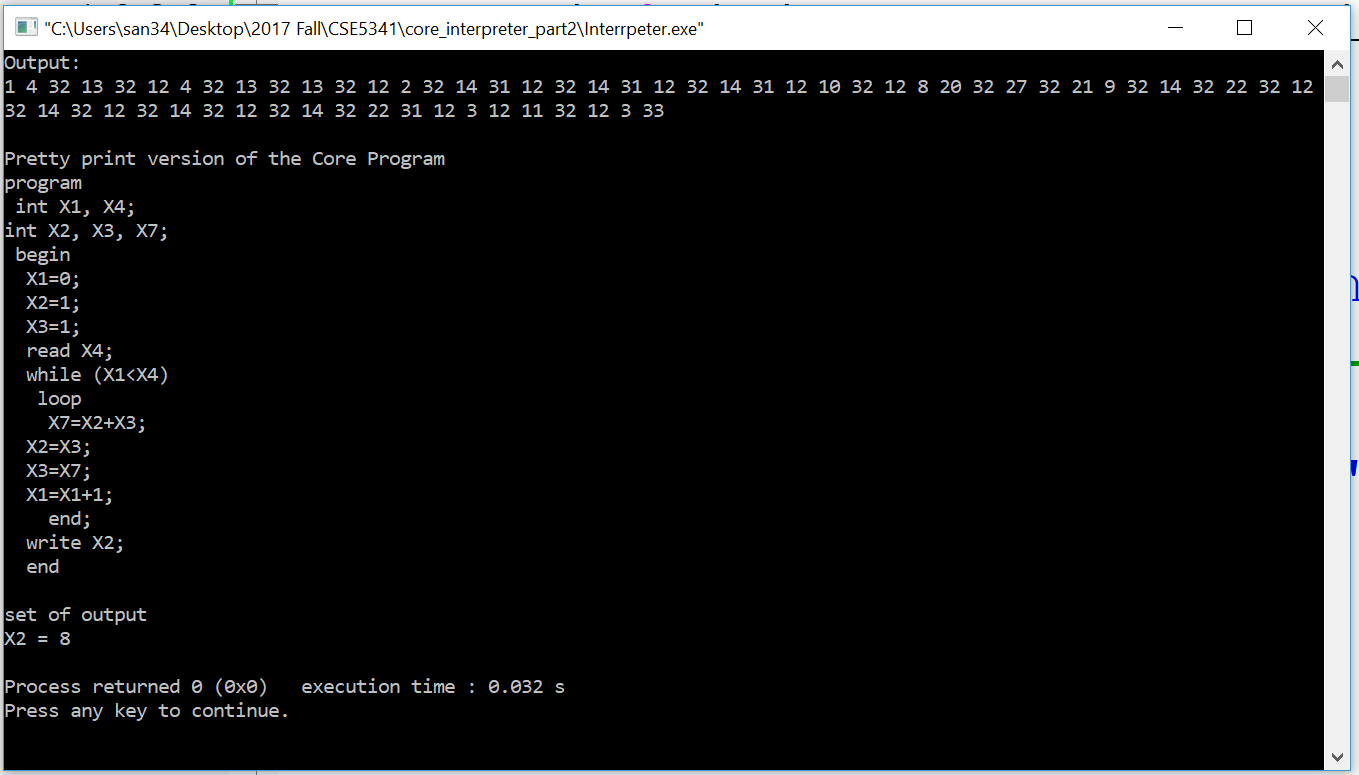 "C:\Users\san34\Desktop\2017 Fall\CSE5341\core_interpreter_part2\Interrpeter.exe"
Output:
1 4 32 13 32 12 4 32 13 32 13 32 12 2 32 14 31 12 32 14 31 12 32 14 31 12 10 32 12 8 20 32 27 32 21 9 32 14 32 22 32 12
32 14 32 12 32 14 32 12 32 14 32 22 31 12 3 12 11 32 12 3 33
Pretty print version of the Core Program
program
 int X1, X4;
int X2, X3, X7;
 begin
  X1=0;
  X2=1;
  X3=1;
  read X4;
  while (X1<X4)
   loop
    X7=X2+X3;
  X2=X3;
  X3=X7;
  X1=X1+1;
    end;
  write X2;
  end
set of output
X2 = 8
Process returned 0 (0x0)   execution time : 0.032 s
Press any key to continue.